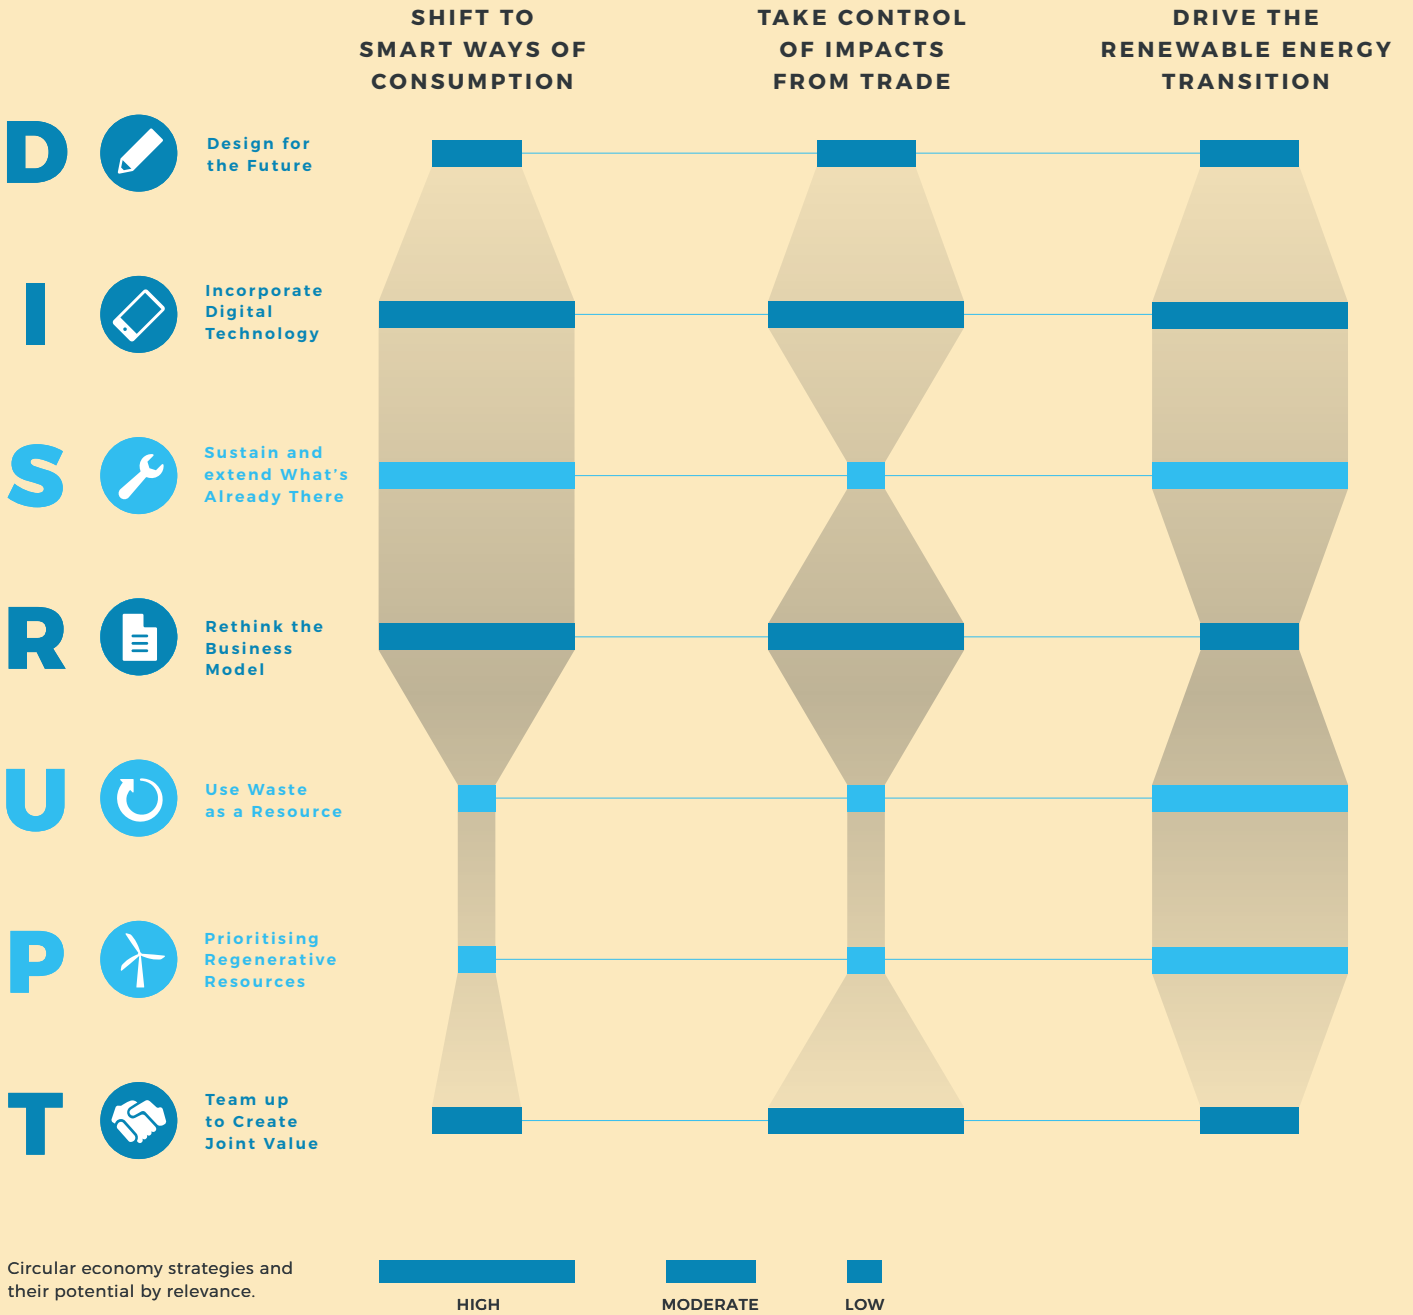 SHIFT TO
SMART WAYS OF
CONSUMPTION
TAKE CONTROL
OF IMPACTS
FROM TRADE
DRIVE THE
RENEWABLE ENERGY
TRANSITION
D
Design for
the Future
I
Incorporate
Digital
Technology
S
Sustain and
extend What's
Already There
R
Rethink the
Business
Model
U
Use Waste
as a Resource
P
Prioritising
Regenerative
Resources
T
Team up
to Create
Joint Value
Circular economy strategies and
their potential by relevance.
HIGH
MODERATE
LOW